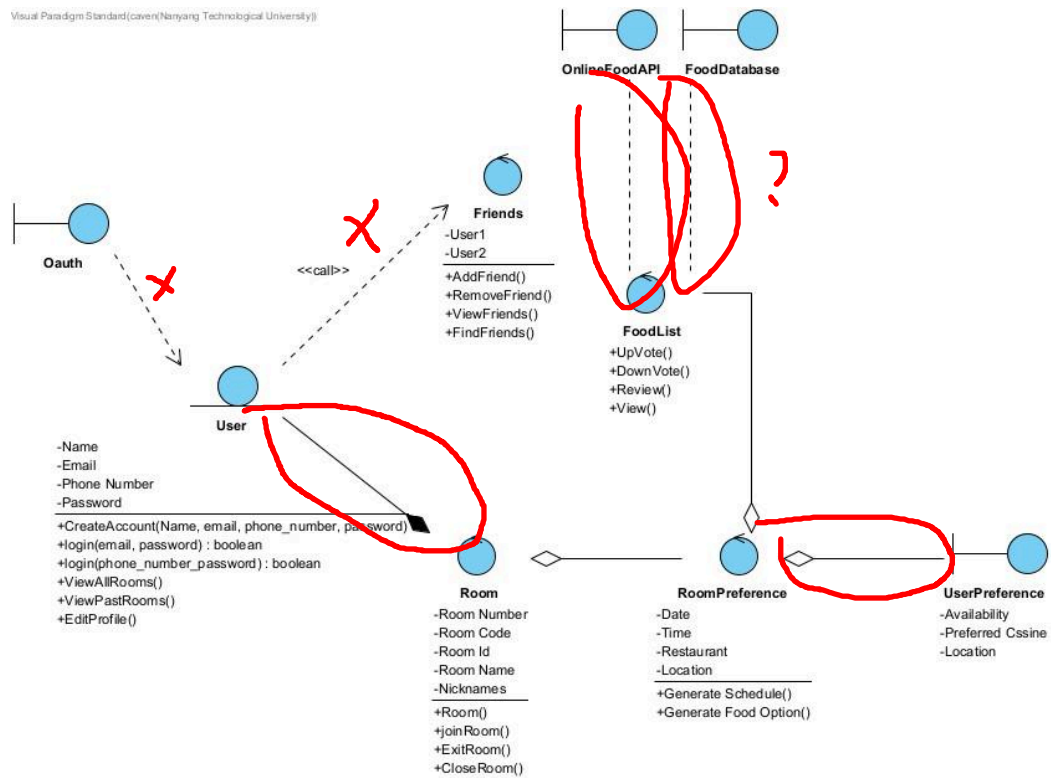 Visual Paradigm Standard(caven(Nanyang Technological University))
OnlineFoodAPI
FoodDatabase
?
x
x
Oauth
<<call>>
Friends
-User1
-User2
+AddFriend()
+RemoveFriend()
+ViewFriends()
+FindFriends()
FoodList
+UpVote()
+DownVote()
+Review()
+View()
User
-Name
-Email
-Phone Number
-Password
+CreateAccount(Name, email, phone_number, password)
+login(email, password) : boolean
+login(phone_number_password) : boolean
+ViewAllRooms()
+ViewPastRooms()
+EditProfile()
Room
-Room Number
-Room Code
-Room Id
-Room Name
-Nicknames
+Room()
+joinRoom()
+ExitRoom()
+CloseRoom()
RoomPreference
-Date
-Time
-Restaurant
-Location
+Generate Schedule()
+Generate Food Option()
UserPreference
-Availability
-Preferred Cssine
-Location